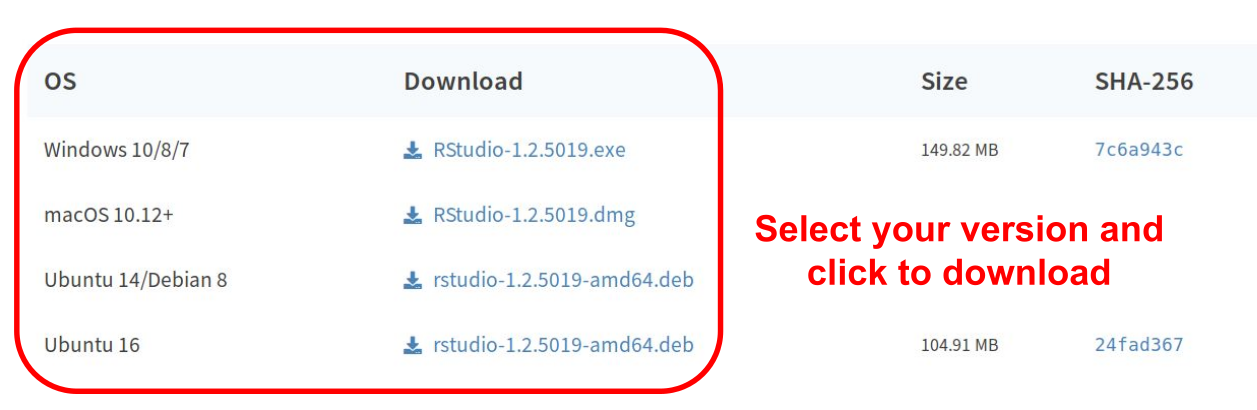 OS Download Size SHA-256
Windows 10/8/7 RStudio-1.2.5019.exe 149.82 MB 7c6a943c
macOS 10.12+ RStudio-1.2.5019.dmg
Select your version and
click to download
Ubuntu 14/Debian 8 rstudio-1.2.5019-amd64.deb
Ubuntu 16 rstudio-1.2.5019-amd64.deb 104.91 MB 24fad367